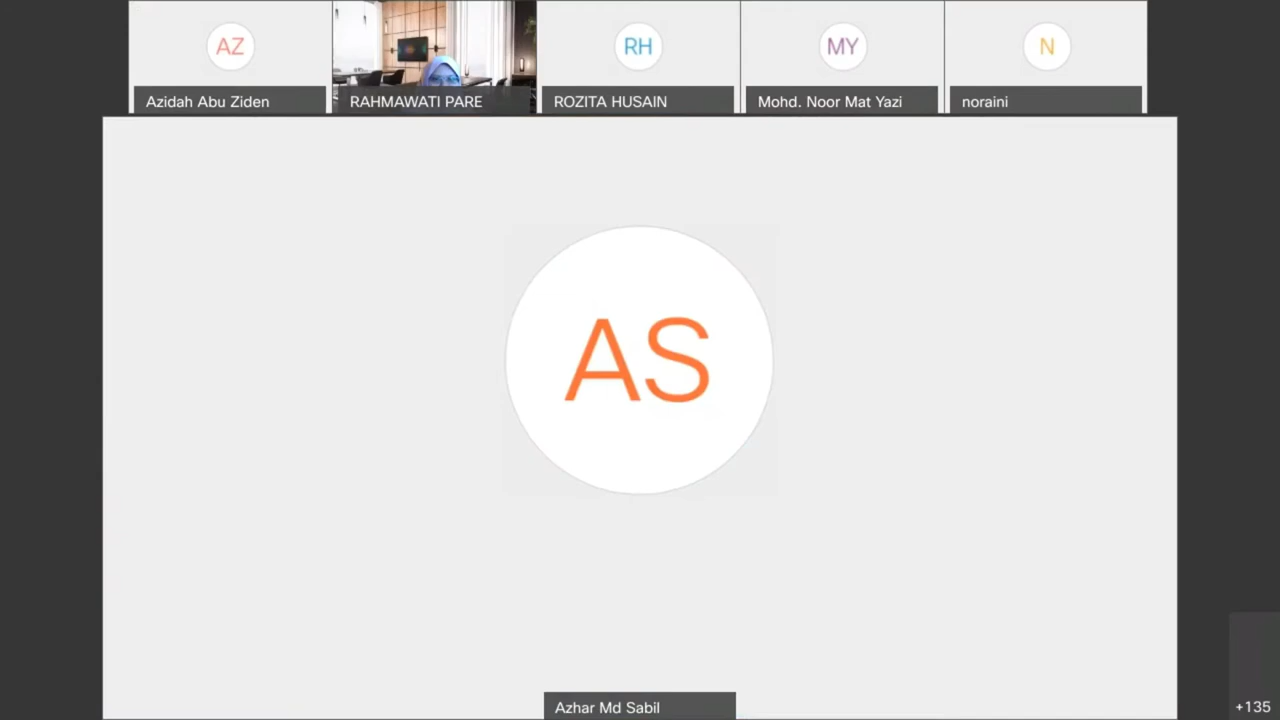 AZ
Azidah Abu Ziden
RAHMAWATI PARE
RH
ROZITA HUSAIN
MY
Mohd. Noor Mat Yazi
N
noraini
AS
Azhar Md Sabil
+135